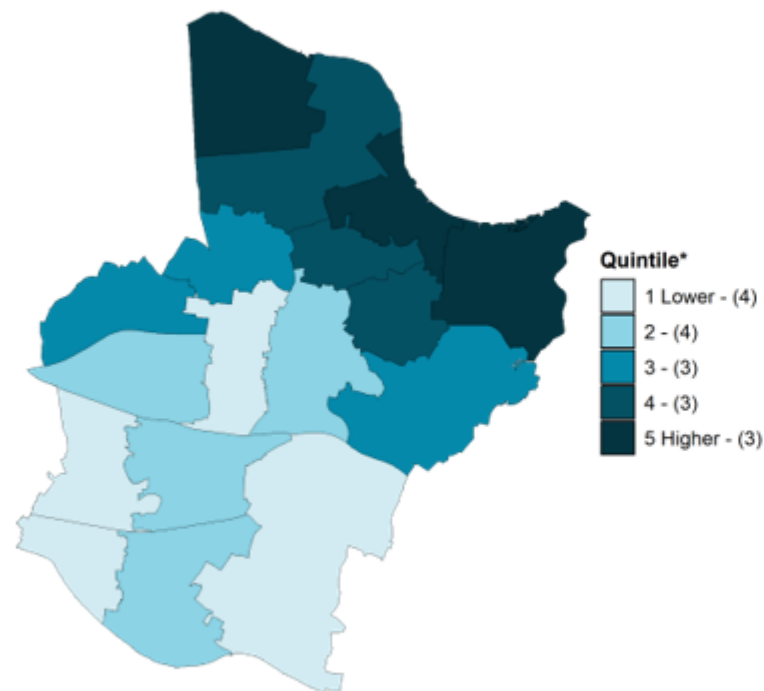 Quintile*
1 Lower - (4)
2 - (4)
3 - (3)
4 - (3)
5 Higher - (3)